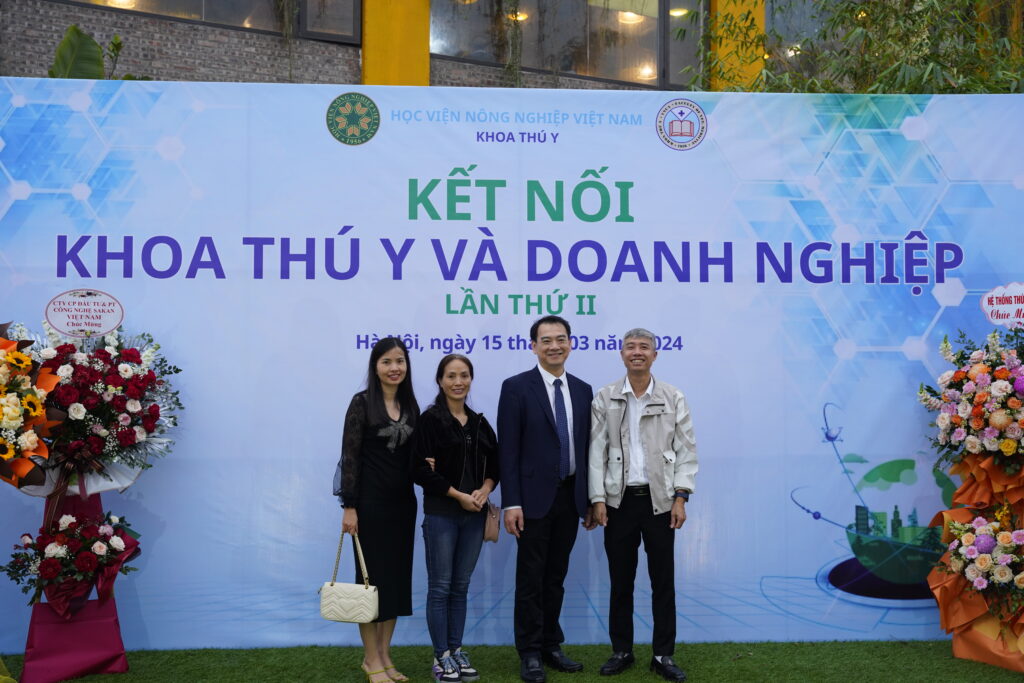 HỌC VIỆN NÔNG NGHIỆP VIỆT NAM
KHOA THÚ Y
KẾT NỐI
KHOA THÚ Y VÀ DOANH NGHIỆP
LẦN THỨ II
Hà Nội, ngày 15 03 năm 2024
CTY CP ĐẦU TƯ & PT
CÔNG NGHỆ SAKAN
VIỆT NAM
Chúc Mừng
HỆ THỐNG
Chúc